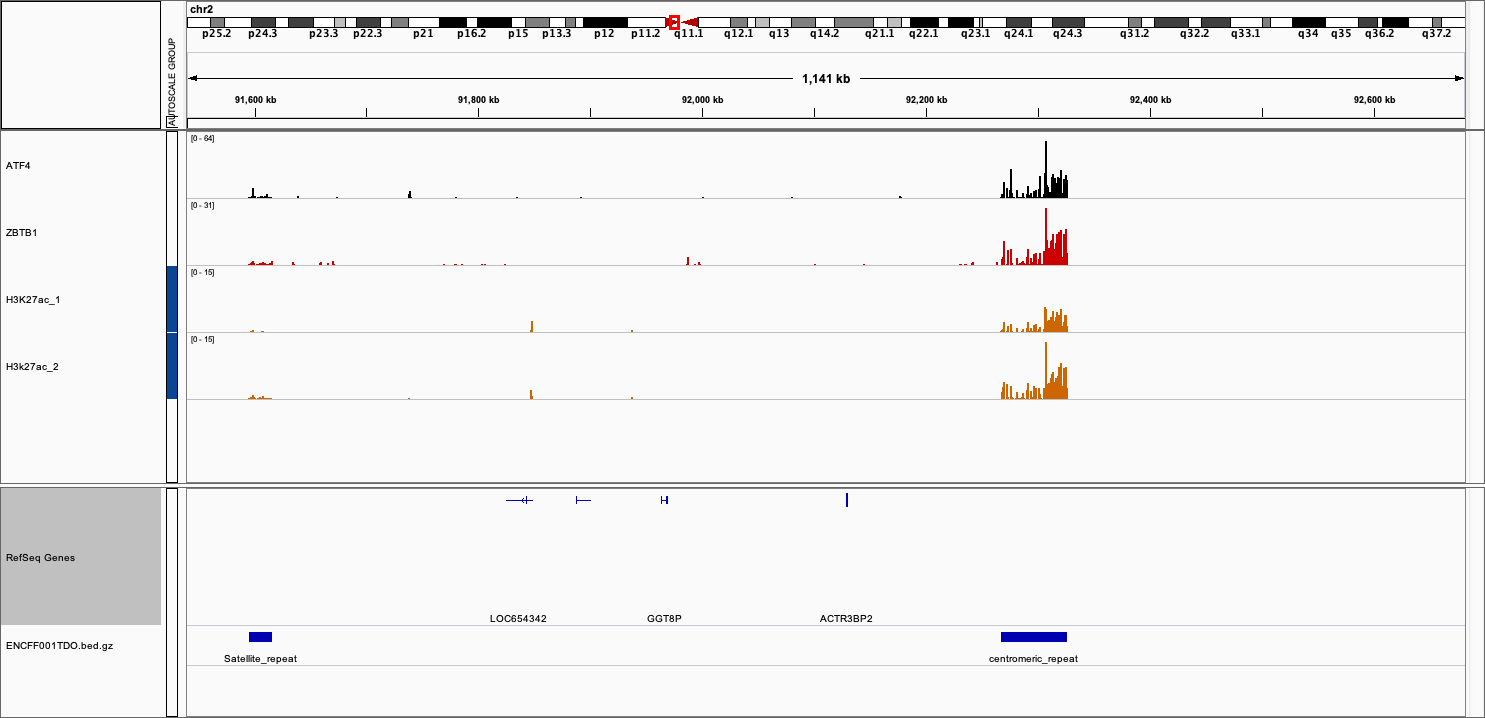 chr2
p25.2 p24.3 p23.3 p22.3 p21 p16.2 p15 p13.3 p12 p11.2 q11.1 q12.1 q13 q14.2 q21.1 q22.1 q23.1 q24.1 q24.3 q31.2 q32.2 q33.1 q34 q35 q36.2 q37.2
1,141 kb
91,600 kb 91,800 kb 92,000 kb 92,200 kb 92,400 kb 92,600 kb
AUTOSCALE GROUP
[0 - 64]
ATF4
[0 - 31]
ZBTB1
[0 - 15]
H3K27ac_1
[0 - 15]
H3k27ac_2
RefSeq Genes
LOC654342 GGT8P ACTR3BP2
ENCFF001TDO.bed.gz
Satellite_repeat centromeric_repeat